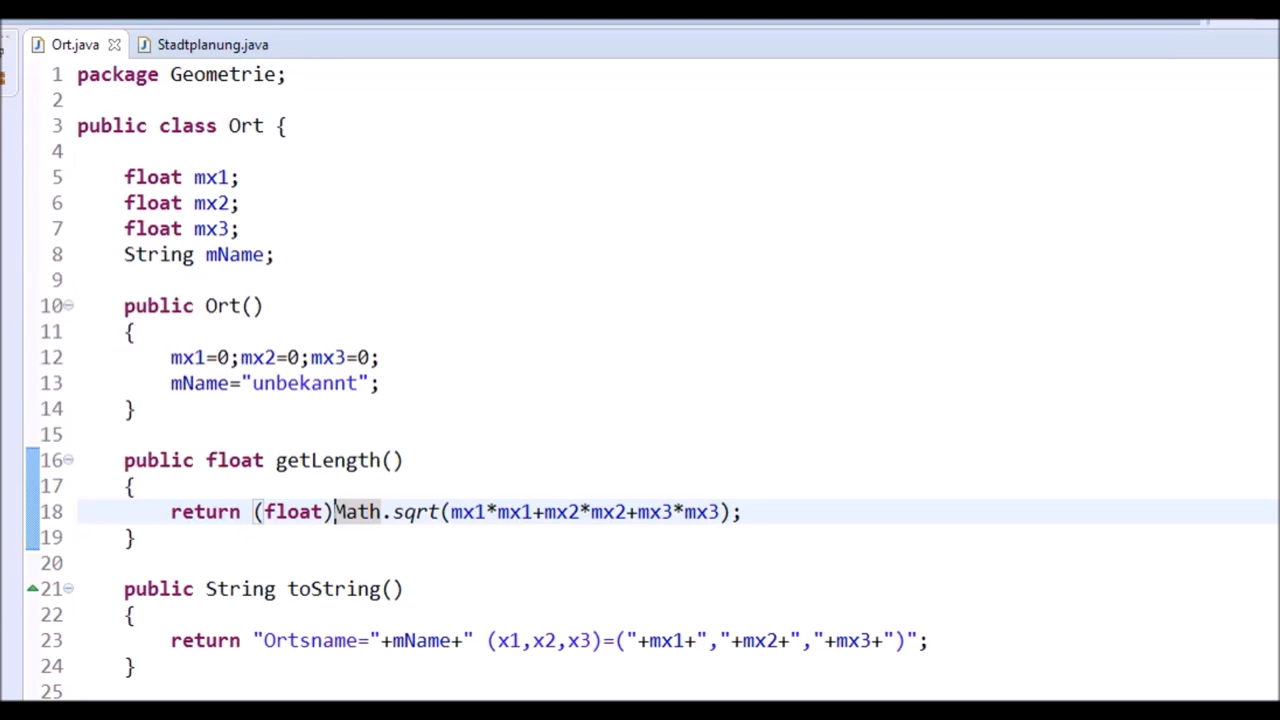 Ort.java Stadtplanung.java
1 package Geometrie;
2
3 public class Ort {
4
5 float mx1;
6 float mx2;
7 float mx3;
8 String mName;
9
10 public Ort()
11 {
12 mx1=0;mx2=0;mx3=0;
13 mName="unbekannt";
14 }
15
16 public float getLength()
17 {
18 return (float)Math.sqrt(mx1*mx1+mx2*mx2+mx3*mx3);
19 }
20
21 public String toString()
22 {
23 return "Ortsname="+mName+" (x1,x2,x3)=("+mx1+","+mx2+","+mx3+")";
24 }
25